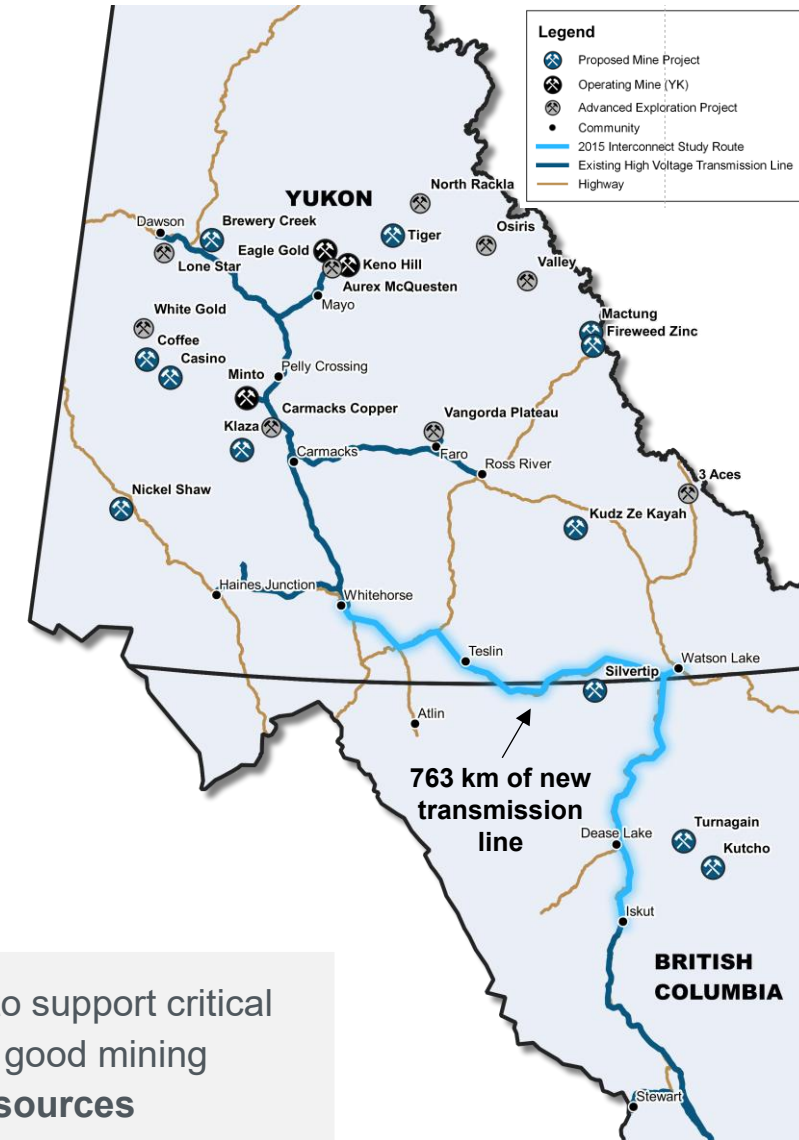 Legend
Proposed Mine Project
Operating Mine (YK)
Advanced Exploration Project
Community
2015 Interconnect Study Route
Existing High Voltage Transmission Line
Highway
YUKON
North Rackla
Dawson
Brewery Creek
Tiger
Osiris
Eagle Gold
Keno Hill
Lone Star
Valley
Aurex McQuesten
Mayo
White Gold
Mactung
Coffee
Fireweed Zinc
Casino
Pelly Crossing
Minto
Carmacks Copper
Vangorda Plateau
Klaza
Carmacks
Faro
Ross River
3 Aces
Nickel Shaw
Kudz Ze Kayah
Haines Junction
Whitehorse
Teslin
Watson Lake
Silvertip
Atlin
763 km of new
transmission
line
Turnagain
Dease Lake
Kutcho
Iskut
BRITISH
COLUMBIA
o support critical
good mining
sources
Stewart